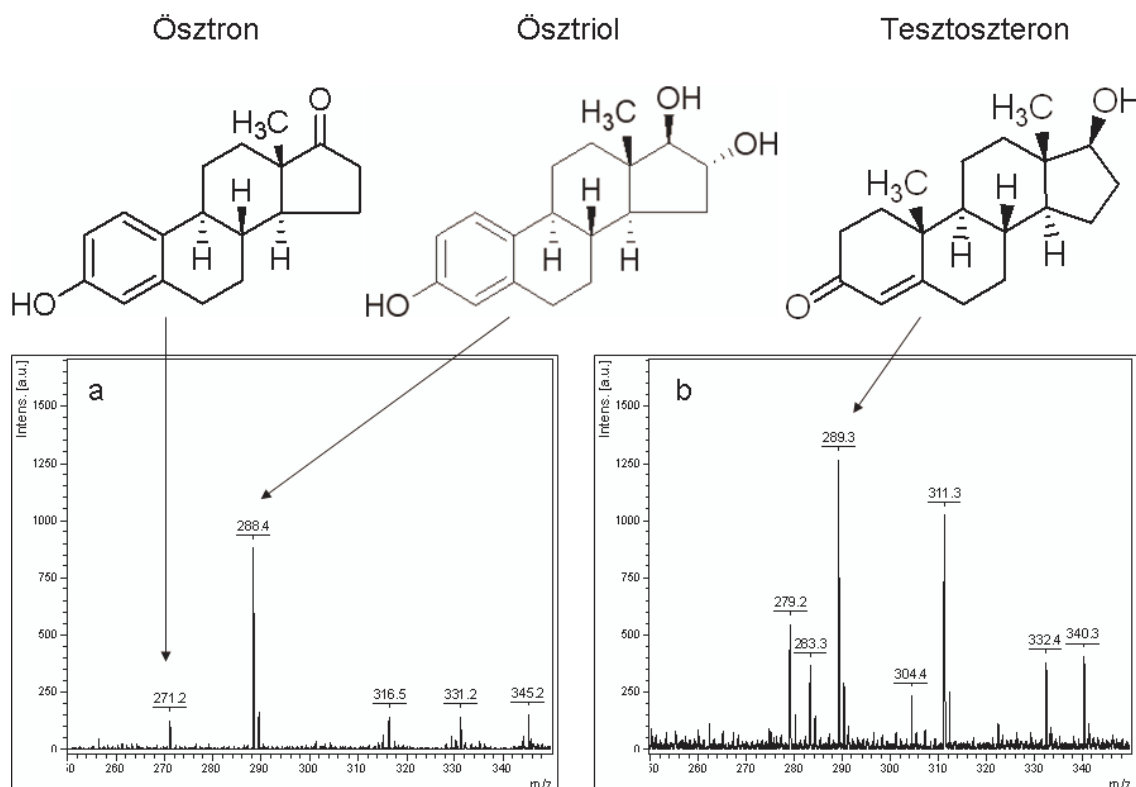 Ösztron
Ösztriol
Tesztoszteron
O
H₃C
H
H
H
HO
OH
H₃C
OH
H
H
H
HO
OH
H₃C
H₃C
H
H
H
O
Intens. [a.u.]
a
1500
1250
1000
750
500
250
0
271.2
288.4
316.5
331.2
345.2
270
280
290
300
310
320
330
340
m/z
Intens. [a.u.]
b
1500
1250
1000
750
500
250
0
279.2
283.3
289.3
304.4
311.3
332.4
340.3
260
270
280
290
300
310
320
330
340
m/z